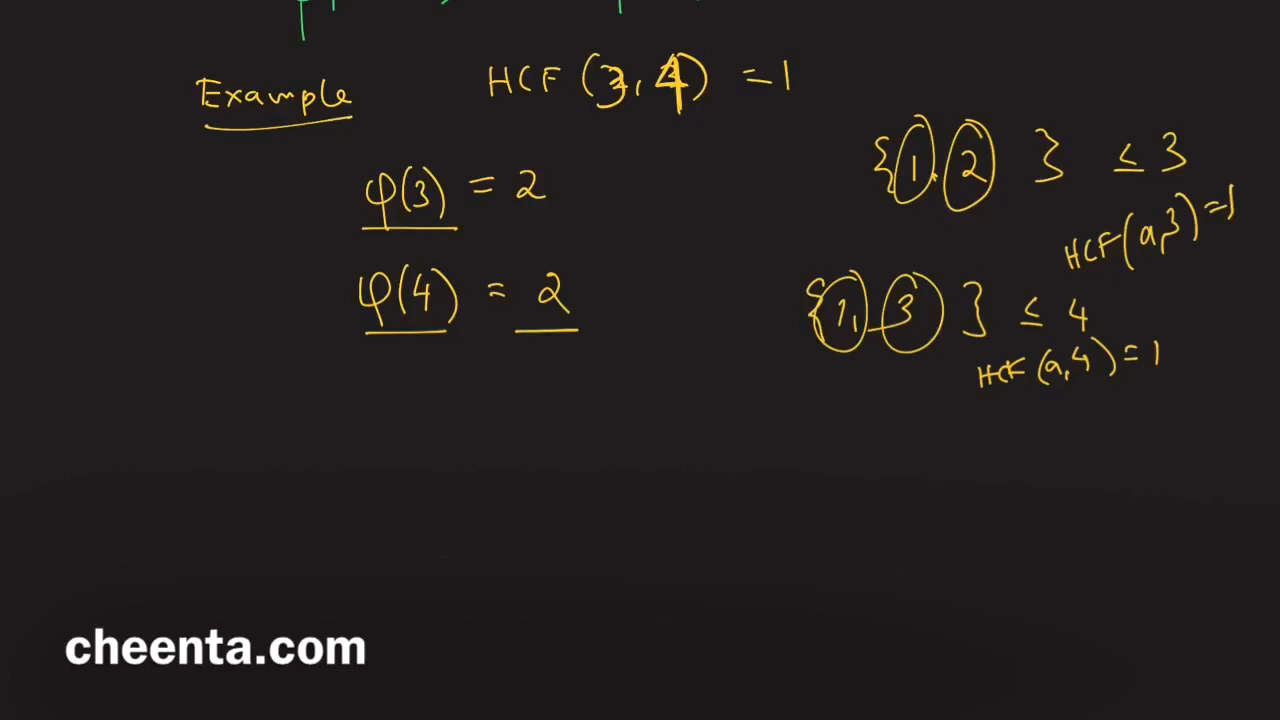 Example HCF (3, 4) = 1
{1, 2 } ≤ 3
φ(3) = 2
HCF(a,3) = 1
φ(4) = 2
{1, 3 } ≤ 4
HCF (a, 4) = 1
cheenta.com